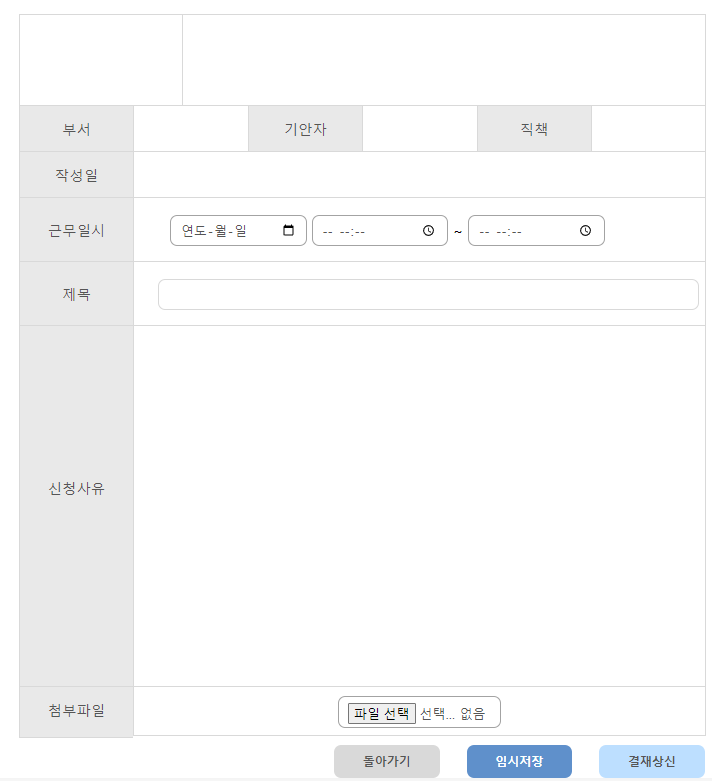 부서 기안자 직책
작성일
근무일시 연도-월-일 -- --:-- ~ -- --:--
제목
신청사유
첨부파일 파일 선택 선택... 없음
돌아가기 임시저장 결재상신